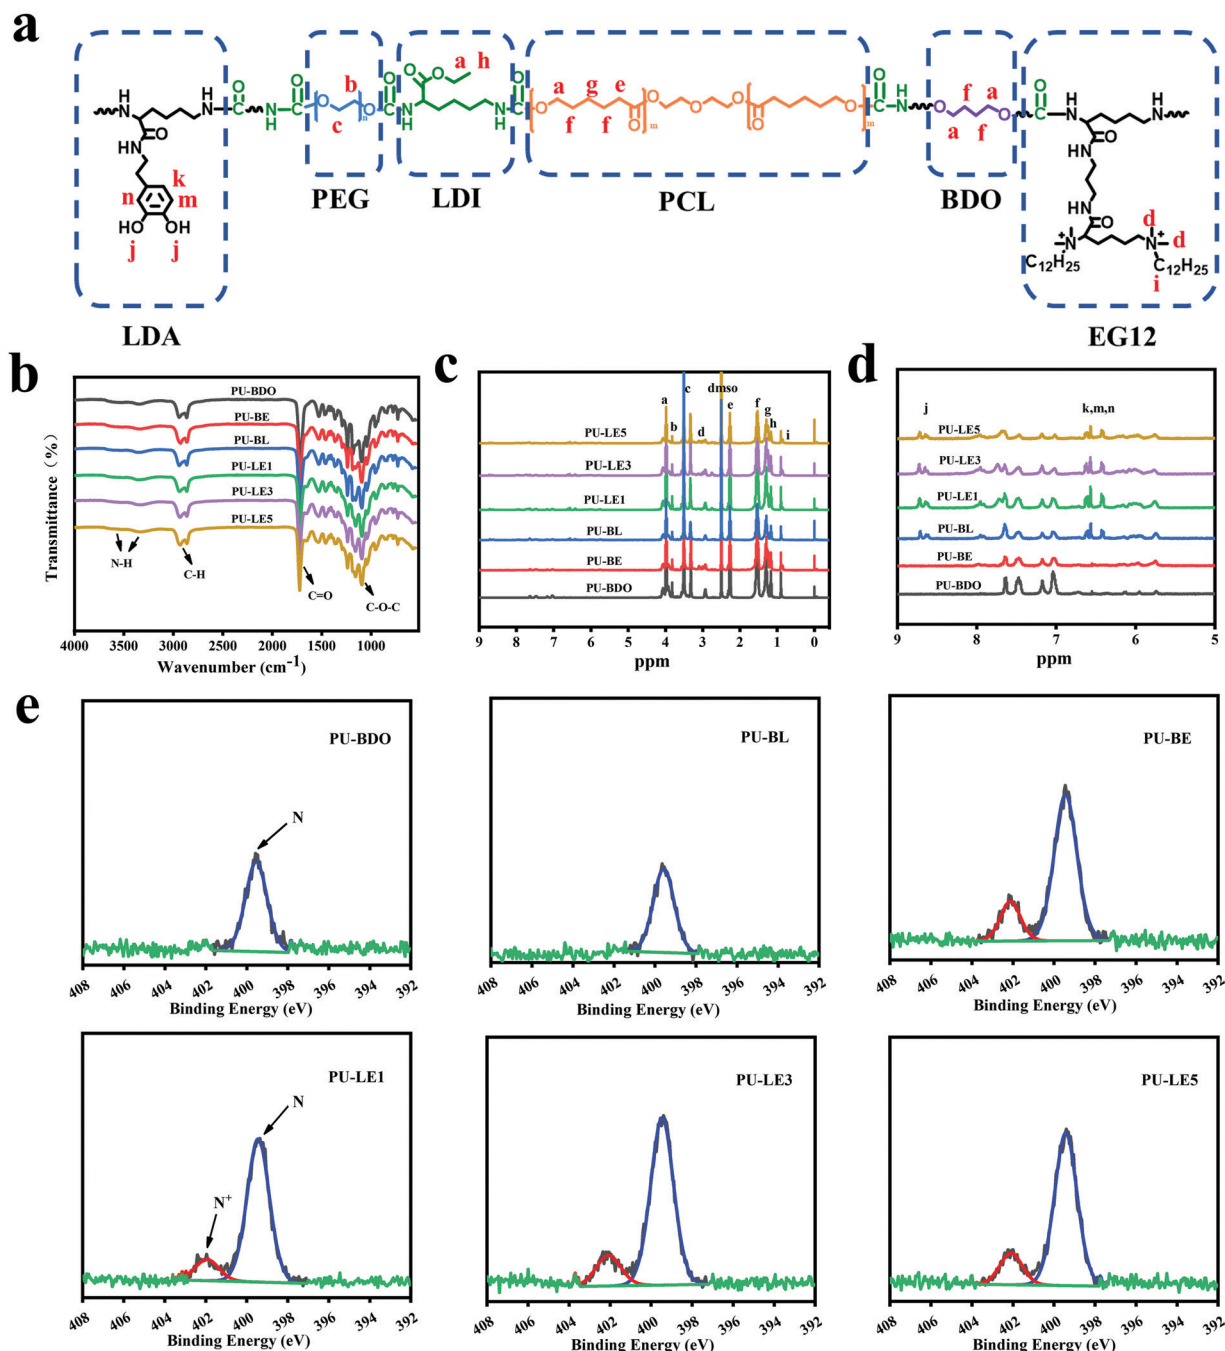 a
a h
b
c
n
a g e
f f
m
m
f a
a f
k
n m
j j
HO OH
d
d
C12H25 C12H25
i
PEG LDI PCL BDO
LDA EG12
b
PU-BDO
PU-BE
PU-BL
PU-LE1
PU-LE3
PU-LE5
N-H
C-H
C=O
C-O-C
Transmittance (%)
4000 3500 3000 2500 2000 1500 1000
Wavenumber (cm-1)
c
a b c d dmso e f g h i
PU-LE5
PU-LE3
PU-LE1
PU-BL
PU-BE
PU-BDO
9 8 7 6 5 4 3 2 1 0
ppm
d
j k,m,n
PU-LE5
PU-LE3
PU-LE1
PU-BL
PU-BE
PU-BDO
9 8 7 6 5
ppm
e
PU-BDO
N
408 406 404 402 400 398 396 394 392
Binding Energy (eV)
PU-BL
408 406 404 402 400 398 396 394 392
Binding Energy (eV)
PU-BE
408 406 404 402 400 398 396 394 392
Binding Energy (eV)
PU-LE1
N
N+
408 406 404 402 400 398 396 394 392
Binding Energy (eV)
PU-LE3
408 406 404 402 400 398 396 394 392
Binding Energy (eV)
PU-LE5
408 406 404 402 400 398 396 394 392
Binding Energy (eV)